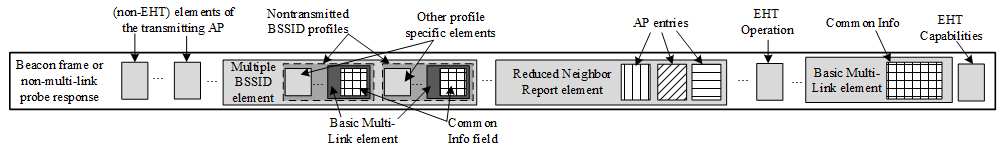 (non-EHT) elements of
the transmitting AP
Nontransmitted
BSSID profiles
Other profile
specific elements
AP entries
EHT
Operation
Common Info
EHT
Capabilities
Beacon frame or
non-multi-link
probe response
...
Multiple
BSSID
element
...
...
...
Reduced Neighbor
Report element
...
...
Basic Multi-
Link element
Basic Multi-
Link element
Common
Info field